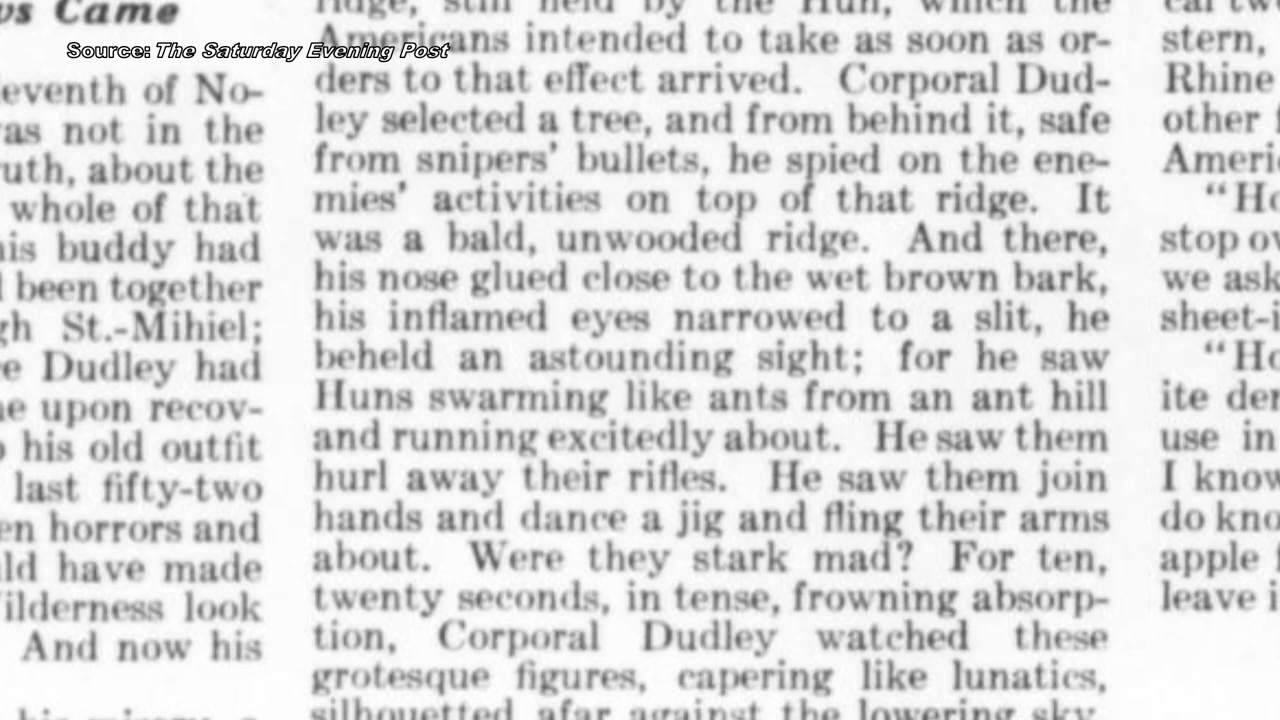 ws Came
Source: The Saturday Evening Post
eventh of No-
was not in the
ruth, about the
whole of that
his buddy had
been together
gh St.-Mihiel;
e Dudley had
upon recov-
his old outfit
last fifty-two
en horrors and
ld have made
ilderness look
And now his
ridge, still held by the Hun, which the
Americans intended to take as soon as or-
ders to that effect arrived. Corporal Dud-
ley selected a tree, and from behind it, safe
from snipers' bullets, he spied on the ene-
mies' activities on top of that ridge. It
was a bald, unwooded ridge. And there,
his nose glued close to the wet brown bark,
his inflamed eyes narrowed to a slit, he
beheld an astounding sight; for he saw
Huns swarming like ants from an ant hill
and running excitedly about. He saw them
hurl away their rifles. He saw them join
hands and dance a jig and fling their arms
about. Were they stark mad? For ten,
twenty seconds, in tense, frowning absorp-
tion, Corporal Dudley watched these
grotesque figures, capering like lunatics,
silhouetted afar against the lowering sky.
stern,
Rhine
other
Americ
"Ho
stop ov
we ask
sheet-i
"Ho
ite der
use in
I know
do kno
apple
leave i